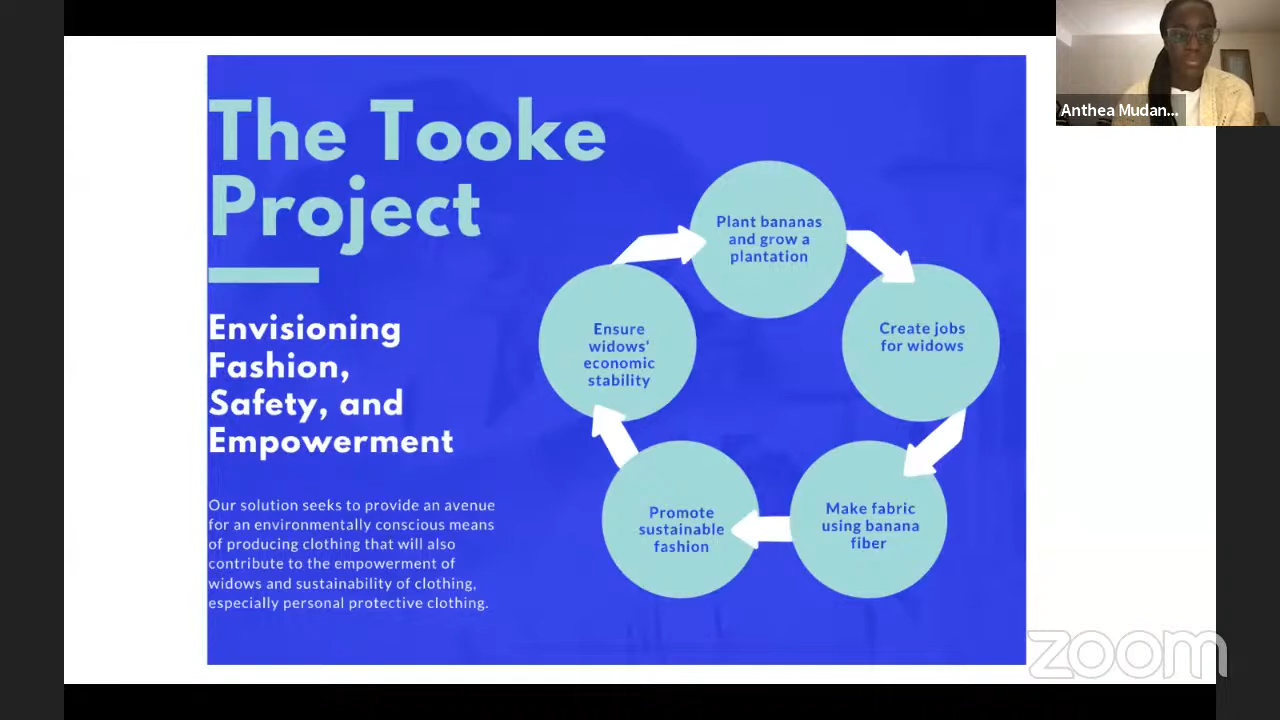 The Tooke
Project
Envisioning
Fashion,
Safety, and
Empowerment
Our solution seeks to provide an avenue
for an environmentally conscious means
of producing clothing that will also
contribute to the empowerment of
widows and sustainability of clothing,
especially personal protective clothing.
Plant bananas
and grow a
plantation
Create jobs
for widows
Make fabric
using banana
fiber
Promote
sustainable
fashion
Ensure
widows'
economic
stability
Anthea Mudan...
zoom